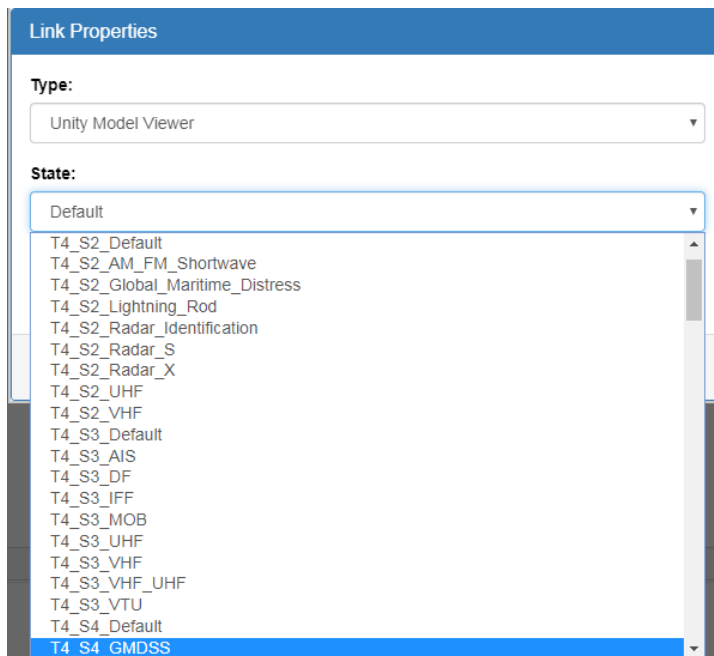 Link Properties
Type:
Unity Model Viewer
State:
Default
T4_S2_Default
T4_S2_AM_FM_Shortwave
T4_S2_Global_Maritime_Distress
T4_S2_Lightning_Rod
T4_S2_Radar_Identification
T4_S2_Radar_S
T4_S2_Radar_X
T4_S2_UHF
T4_S2_VHF
T4_S3_Default
T4_S3_AIS
T4_S3_DF
T4_S3_IFF
T4_S3_MOB
T4_S3_UHF
T4_S3_VHF
T4_S3_VHF_UHF
T4_S3_VTU
T4_S4_Default
T4_S4_GMDSS